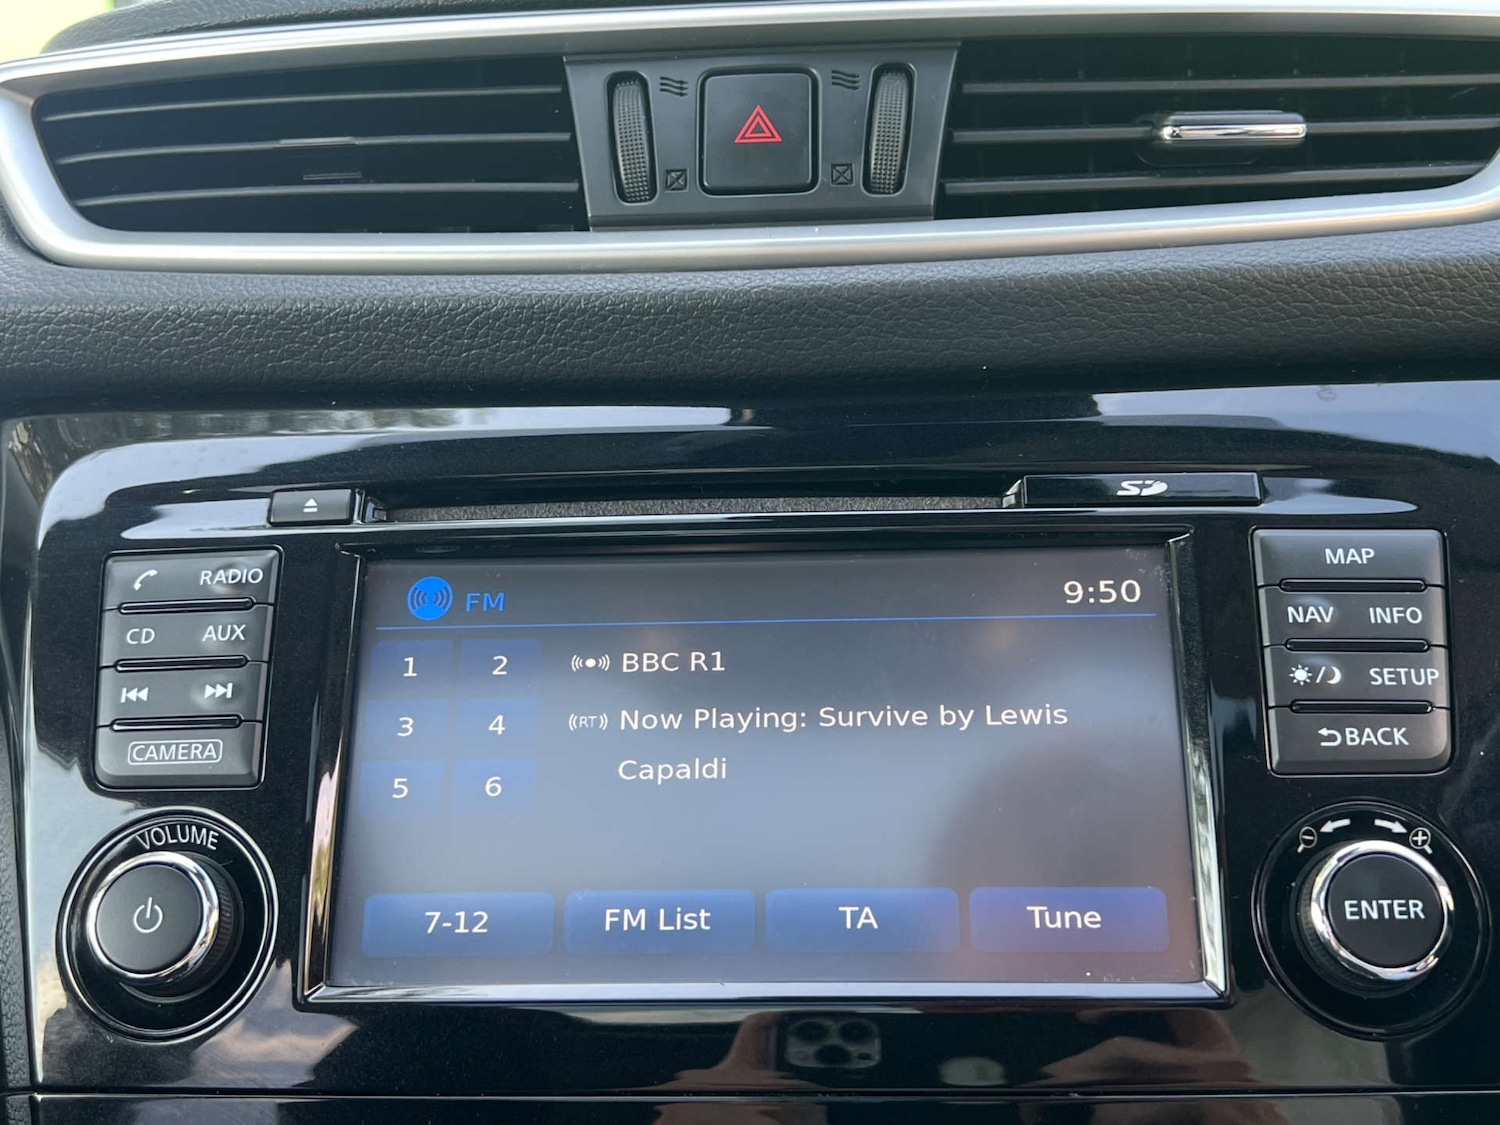 SD
RADIO
CD AUX
CAMERA
VOLUME
FM 9:50
1 2
3 4
5 6
BBC R1
RT Now Playing: Survive by Lewis
Capaldi
7-12 FM List TA Tune
MAP
NAV INFO
SETUP
BACK
ENTER